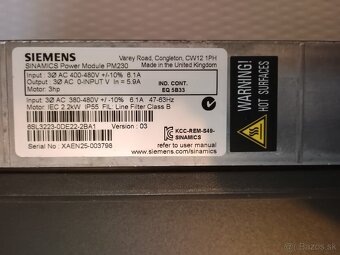 SIEMENS
SINAMICS Power Module PM230
Varey Road, Congleton, CW12 1PH
Made in the United Kingdom
Input : 3Ø AC 400-480V +/-10% 6.1A
Output : 3Ø AC 0-INPUT V In = 5.9A
Motor: 3hp
IND. CONT.
EQ 5B33
Input : 3Ø AC 380-480V +/-10% 6.1A 47-63Hz
Motor: IEC 2.2kW IP55 FIL: Line Filter Class B
6SL3223-0DE22-2BA1 Version : 03
Serial No : XAEN25-003798
KCC-REM-S49-
SINAMICS
www.siemens.com
/sinamics
WARNING!
HOT SURFACES
bazos.sk